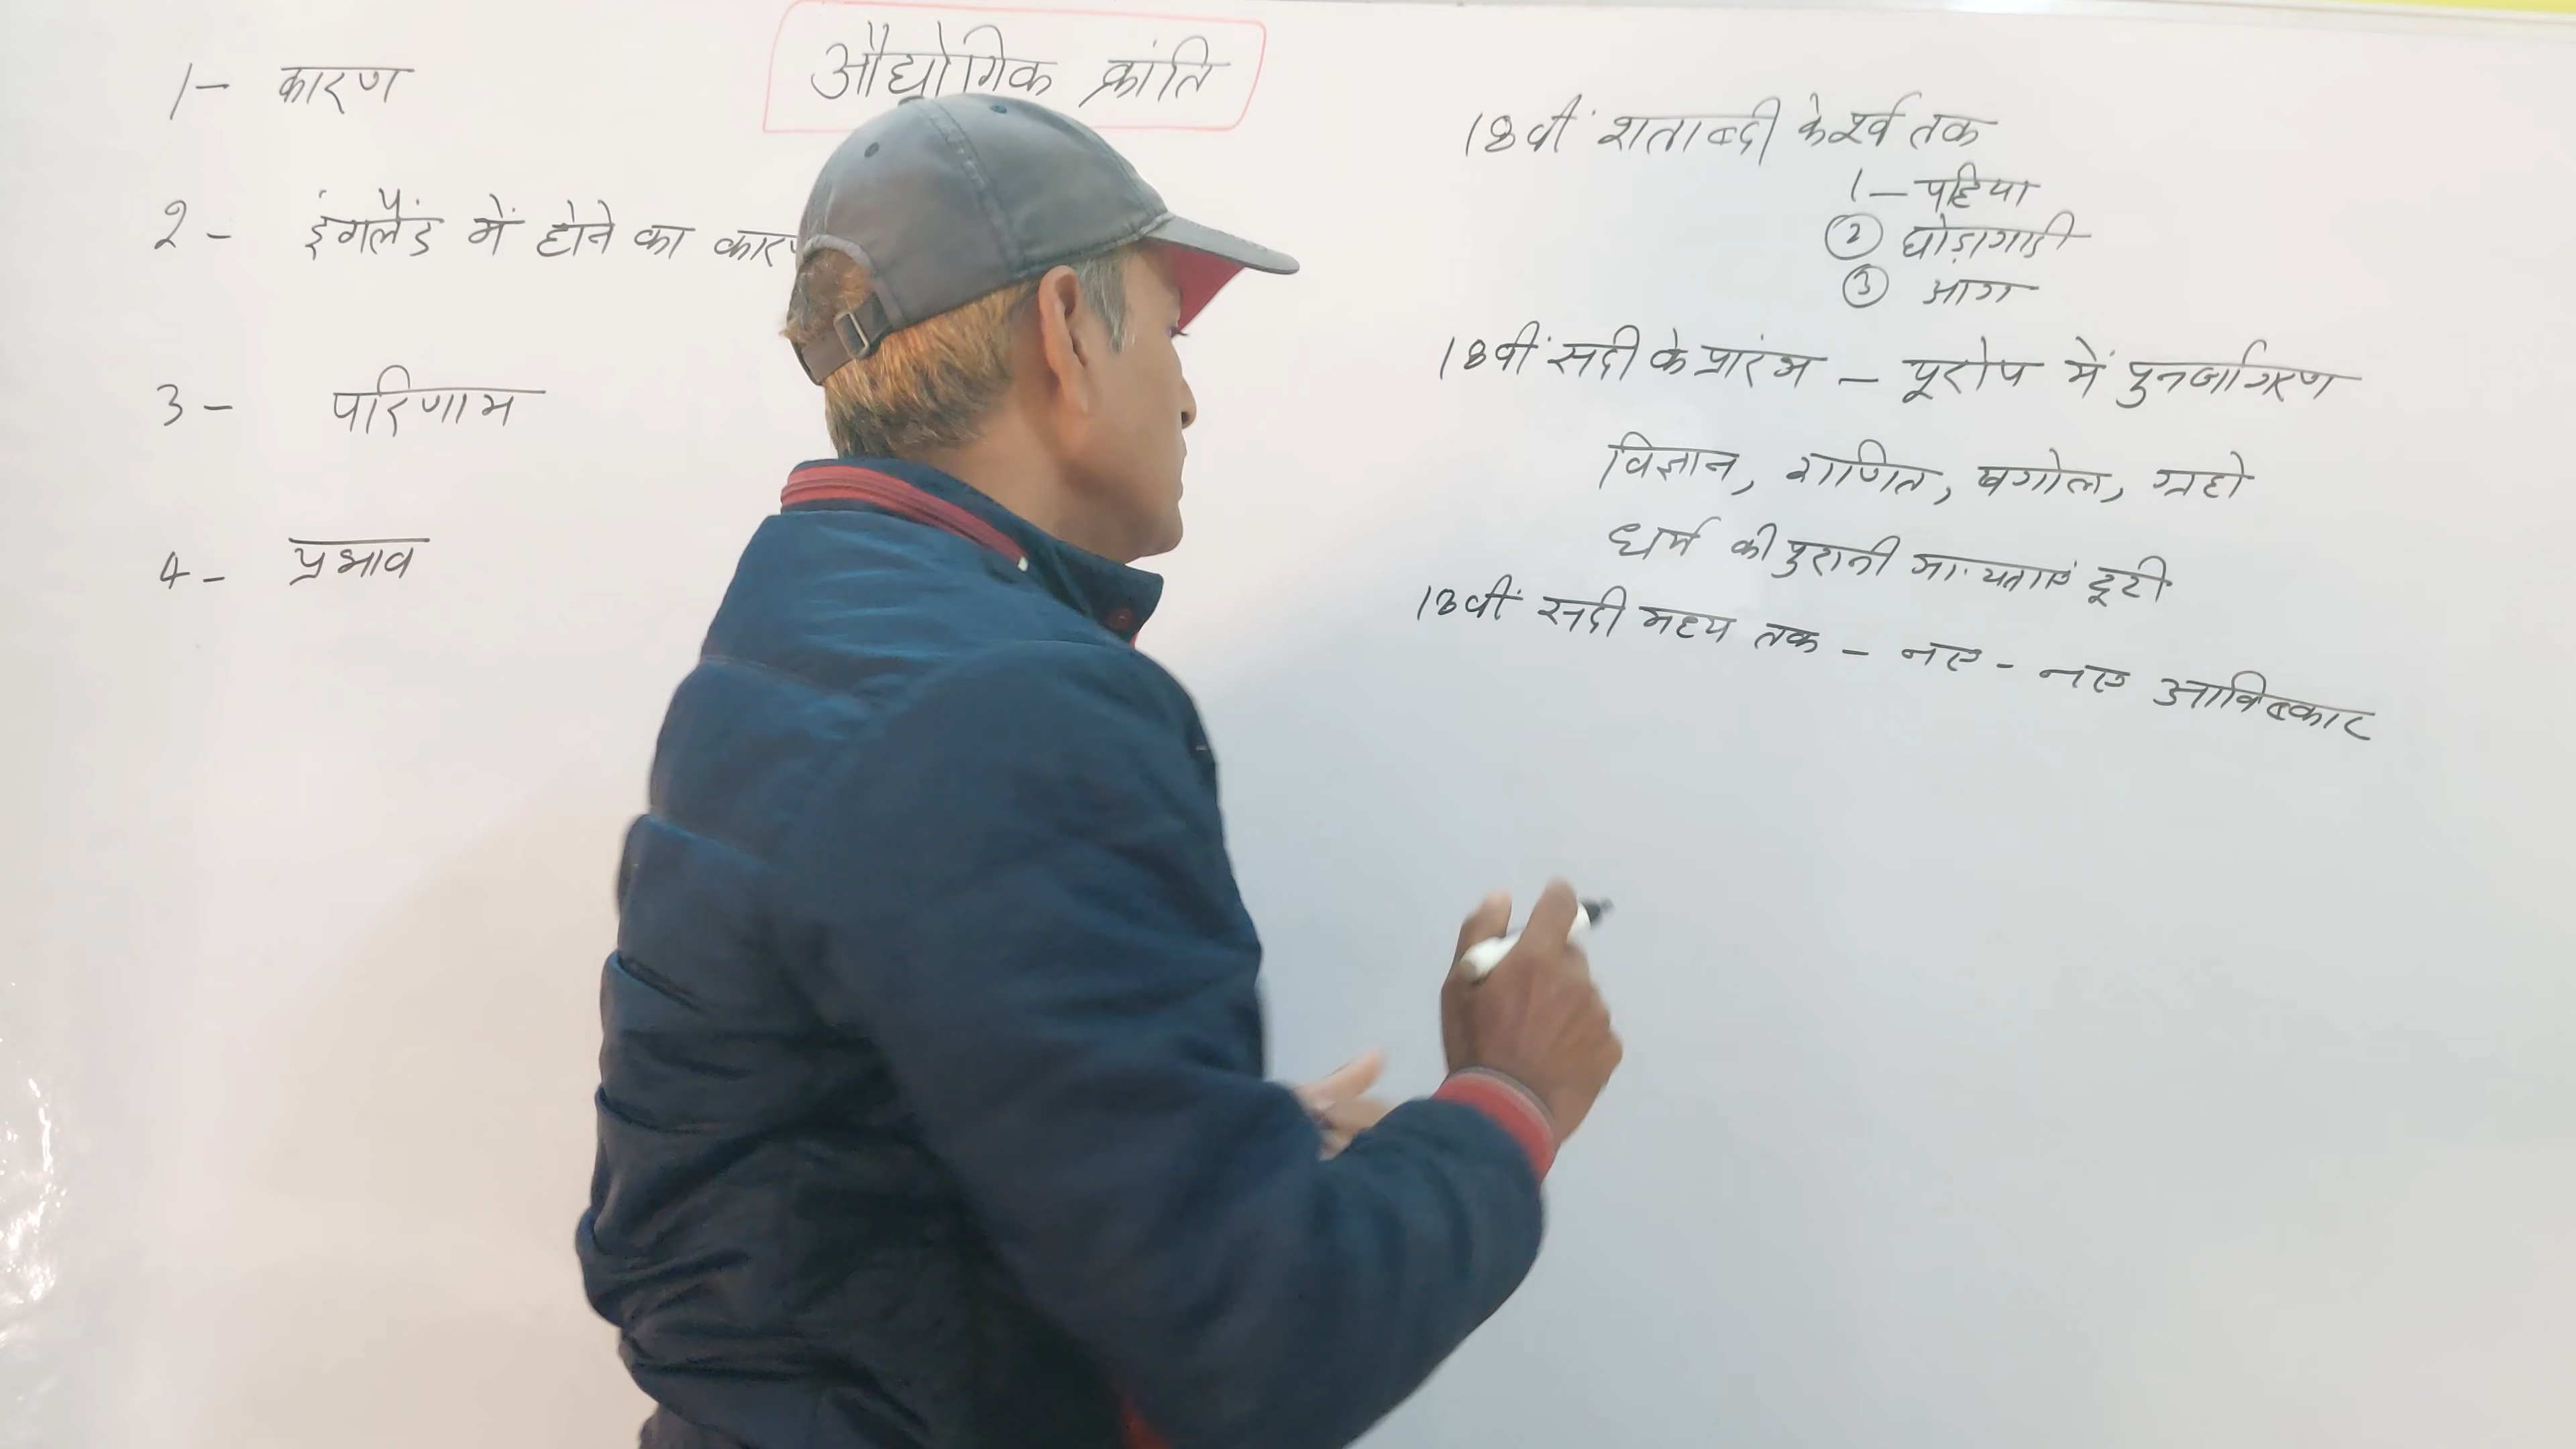 औद्योगिक क्रांति
1- कारण
2- इंगलैंड में होने का
3- परिणाम
4- प्रभाव
18वीं शताब्दी के तक
1- पहिया
② घोड़ागाडी
③ आग
18वीं सदी के प्रारंभ - यूरोप में पुनर्जागरण
विज्ञान, गणित, खगोल, ग्रहो
धर्म की पुरानी मान्यताएं टूटी
18वीं सदी मध्य तक - नए - नए आविष्कार